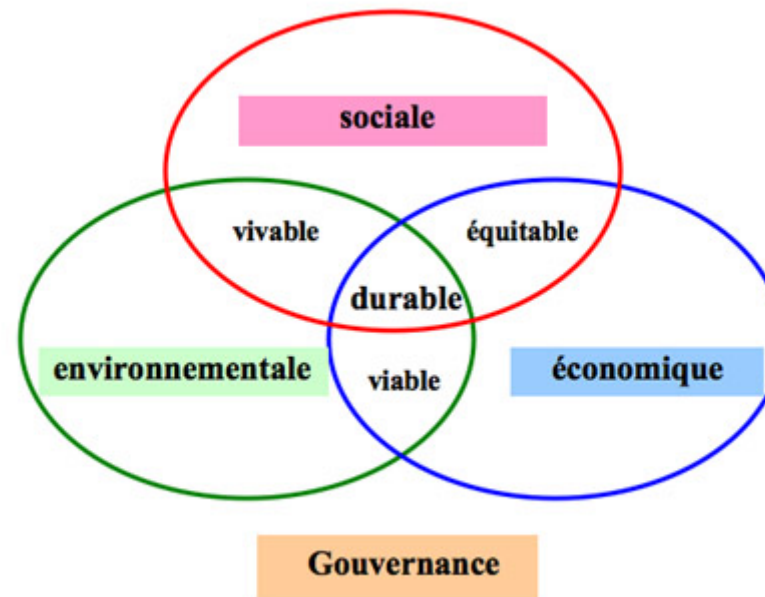 sociale
vivable
équitable
durable
environnementale
viable
économique
Gouvernance